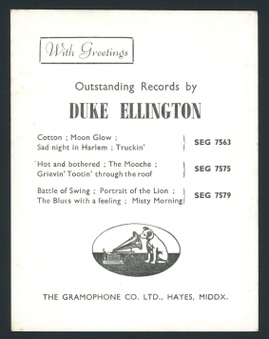 With Greetings
Outstanding Records by
DUKE ELLINGTON
Cotton ; Moon Glow ;
Sad night in Harlem ; Truckin' SEG 7563
'Hot and bothered ; The Mooche ;
Grievin' Tootin' through the roof SEG 7575
Battle of Swing ; Portrait of the Lion ;
The Blues with a feeling ; Misty Morning SEG 7579
THE GRAMOPHONE CO. LTD., HAYES, MIDDX.